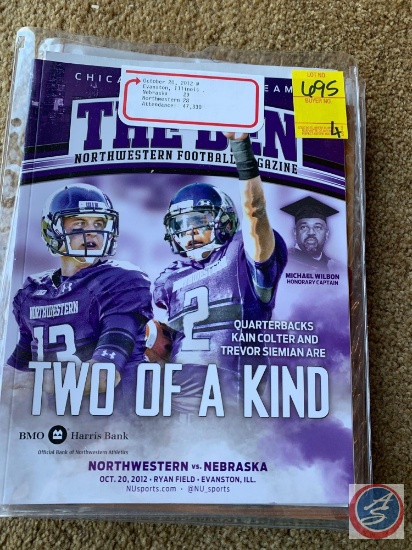 CHICA
EAM
October 20, 2012 @
Evanston, Illinois
Nebraska 29
Northwestern 28
Attendance: 47,330
LOT NO.
695
BUYER NO.
4
THE DEN
NORTHWESTERN FOOTBALL MAGAZINE
MICHAEL WILBON
HONORARY CAPTAIN
NORTHWESTERN
13
2
QUARTERBACKS
KAIN COLTER AND
TREVOR SIEMIAN ARE
TWO OF A KIND
BMO Harris Bank
Official Bank of Northwestern Athletics
NORTHWESTERN VS. NEBRASKA
OCT. 20, 2012 • RYAN FIELD • EVANSTON, ILL.
NUsports.com • @NU_sports